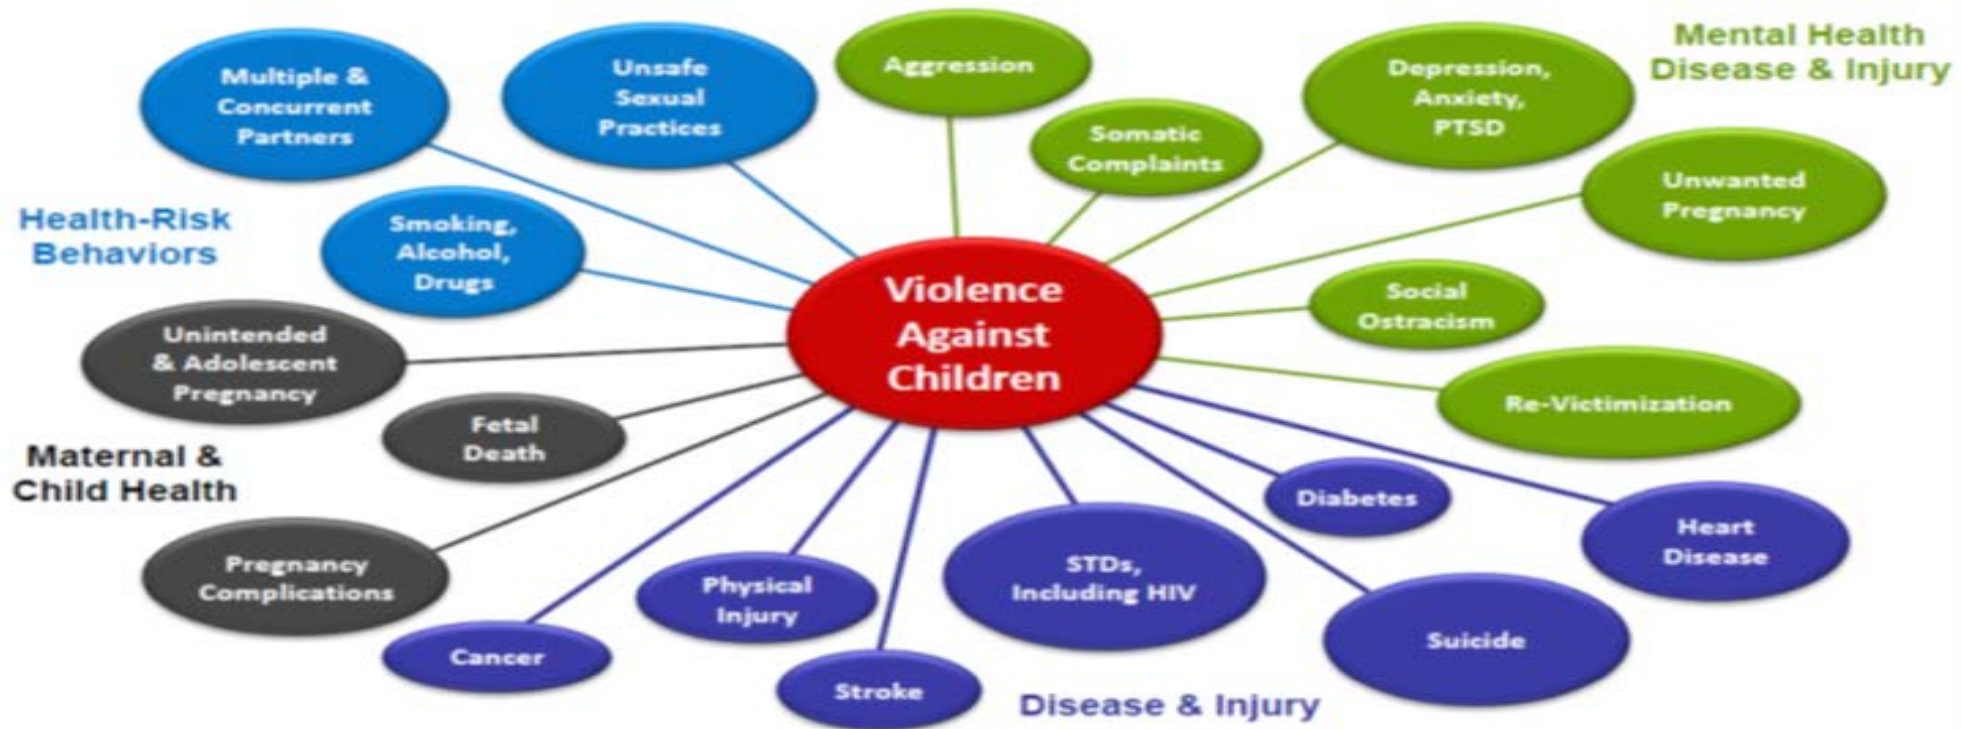 Mental Health
Disease & Injury
Multiple &
Concurrent
Partners
Unsafe
Sexual
Practices
Aggression
Somatic
Complaints
Depression,
Anxiety,
PTSD
Unwanted
Pregnancy
Health-Risk
Behaviors
Smoking,
Alcohol,
Drugs
Violence
Against
Children
Social
Ostracism
Re-Victimization
Unintended
& Adolescent
Pregnancy
Fetal
Death
Maternal &
Child Health
Pregnancy
Complications
Cancer
Physical
Injury
Stroke
STDs,
Including HIV
Diabetes
Suicide
Heart
Disease
Disease & Injury